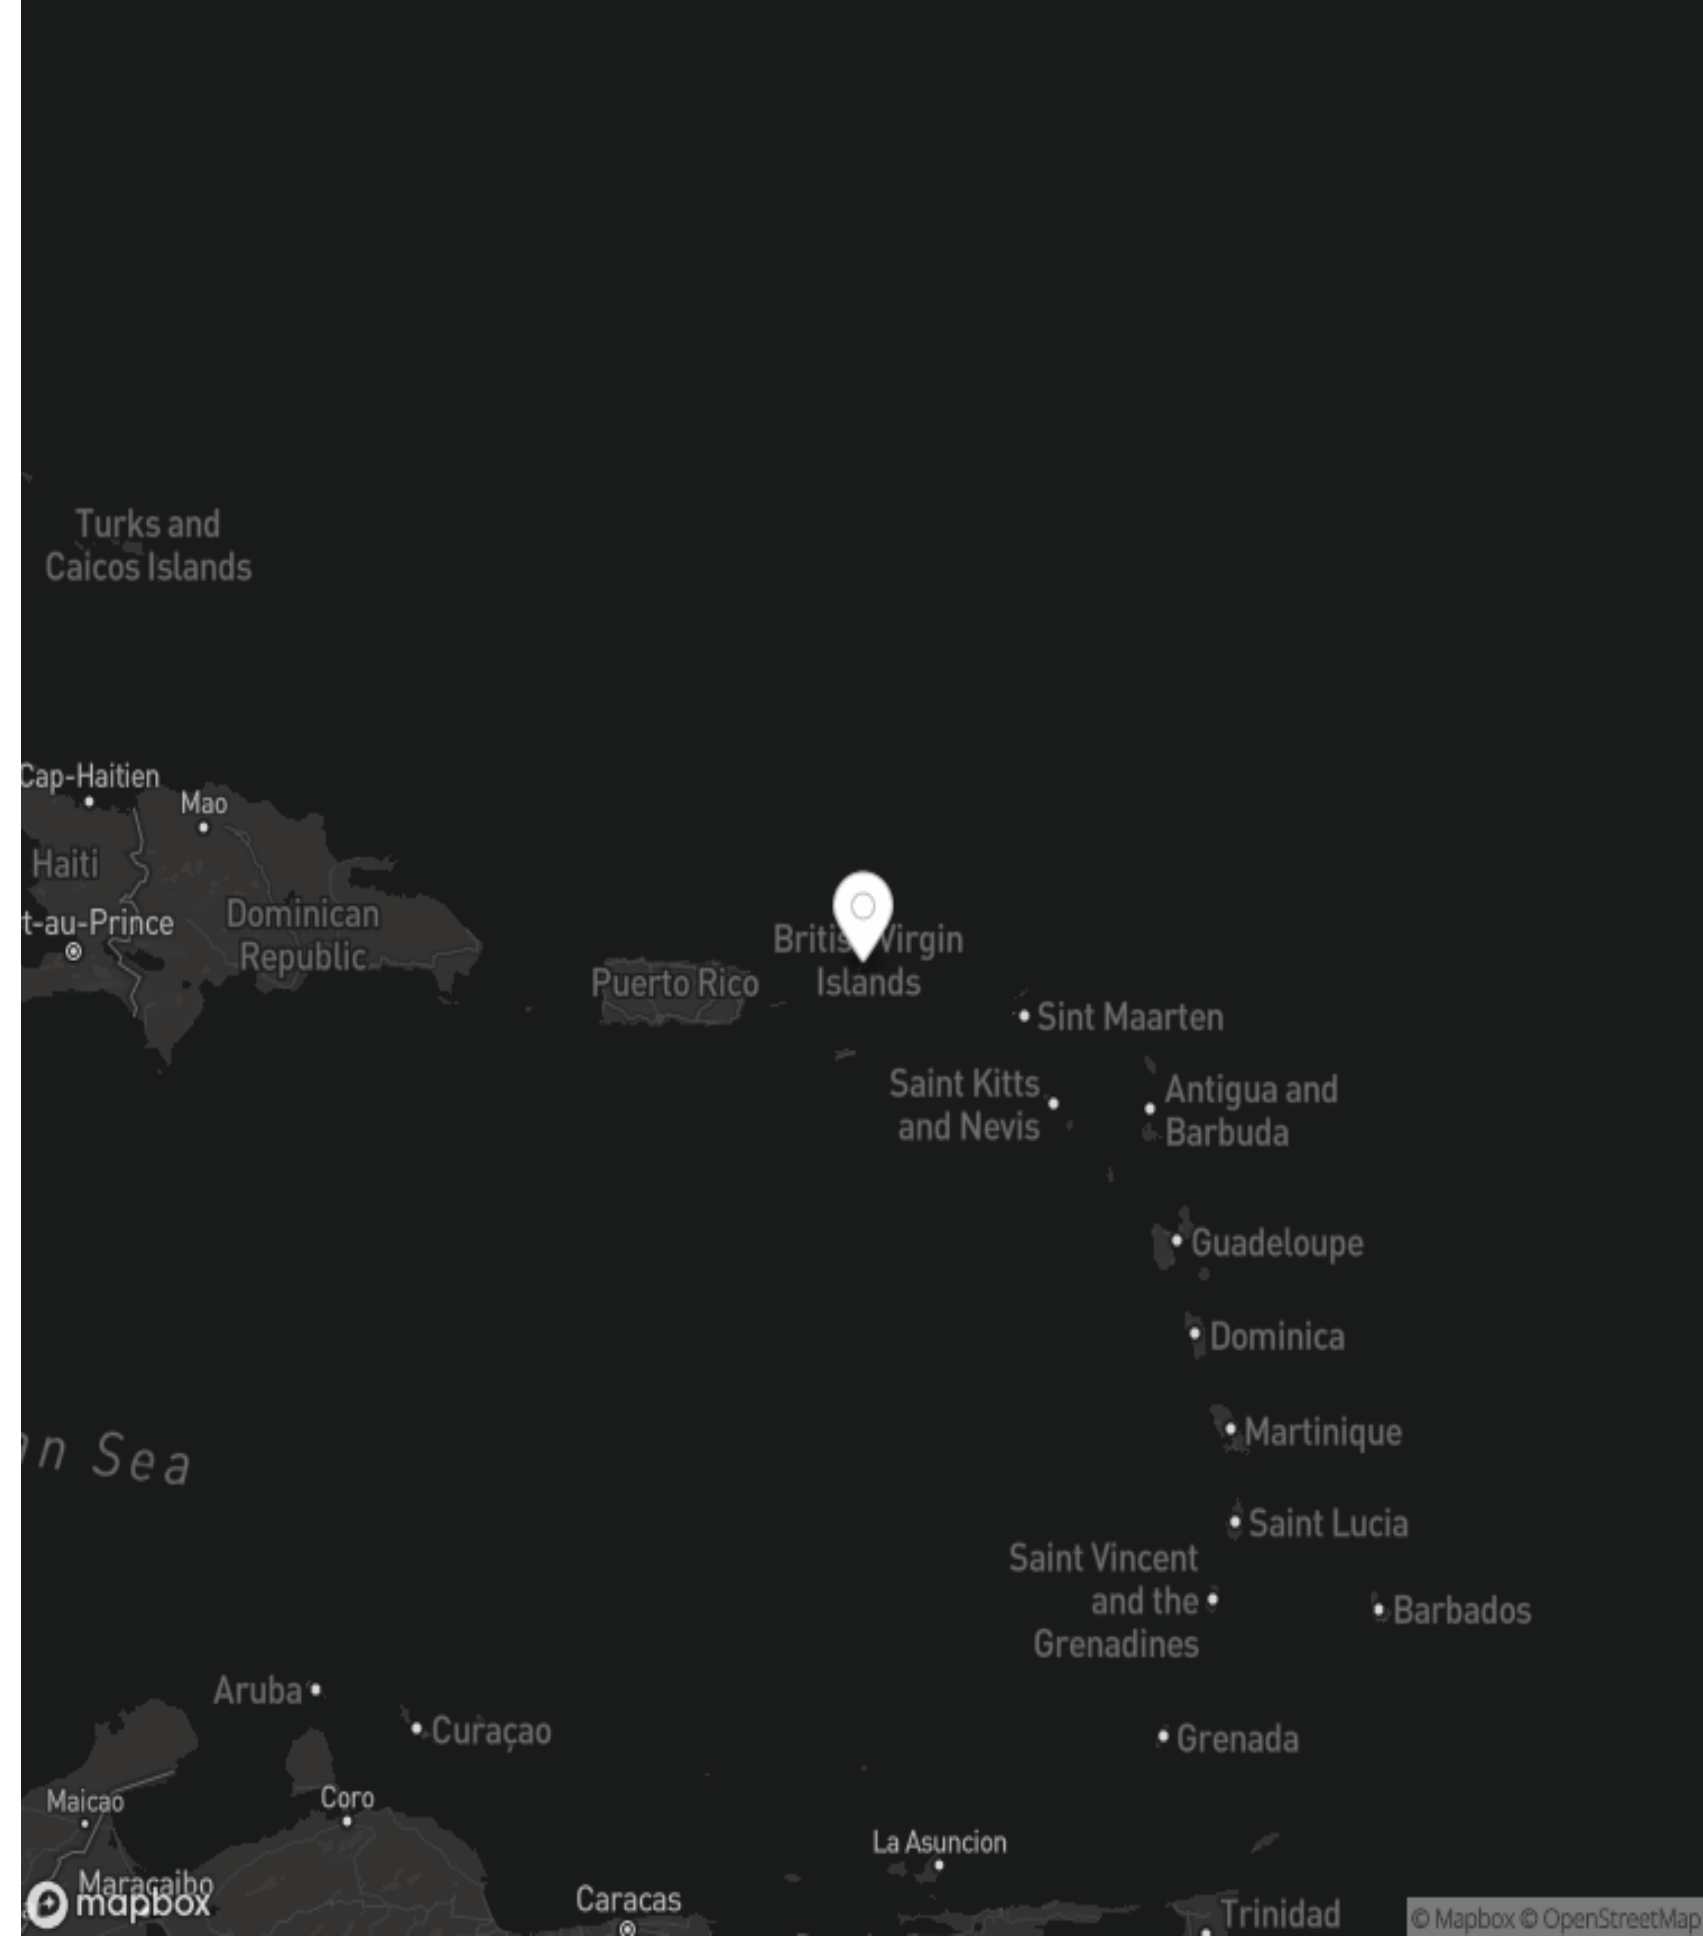 Turks and
Caicos Islands
Cap-Haitien
Mao
Haiti
t-au-Prince
Dominican
Republic
Puerto Rico
British Virgin
Islands
Sint Maarten
Saint Kitts
and Nevis
Antigua and
Barbuda
Guadeloupe
Dominica
Martinique
n Sea
Saint Lucia
Saint Vincent
and the
Grenadines
Barbados
Aruba
Curaçao
Grenada
Maicao
Coro
La Asuncion
Maracaibo
mapbox
Caracas
Trinidad
© Mapbox © OpenStreetMap